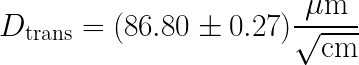 D_trans = (86.80 ± 0.27) μm/√cm